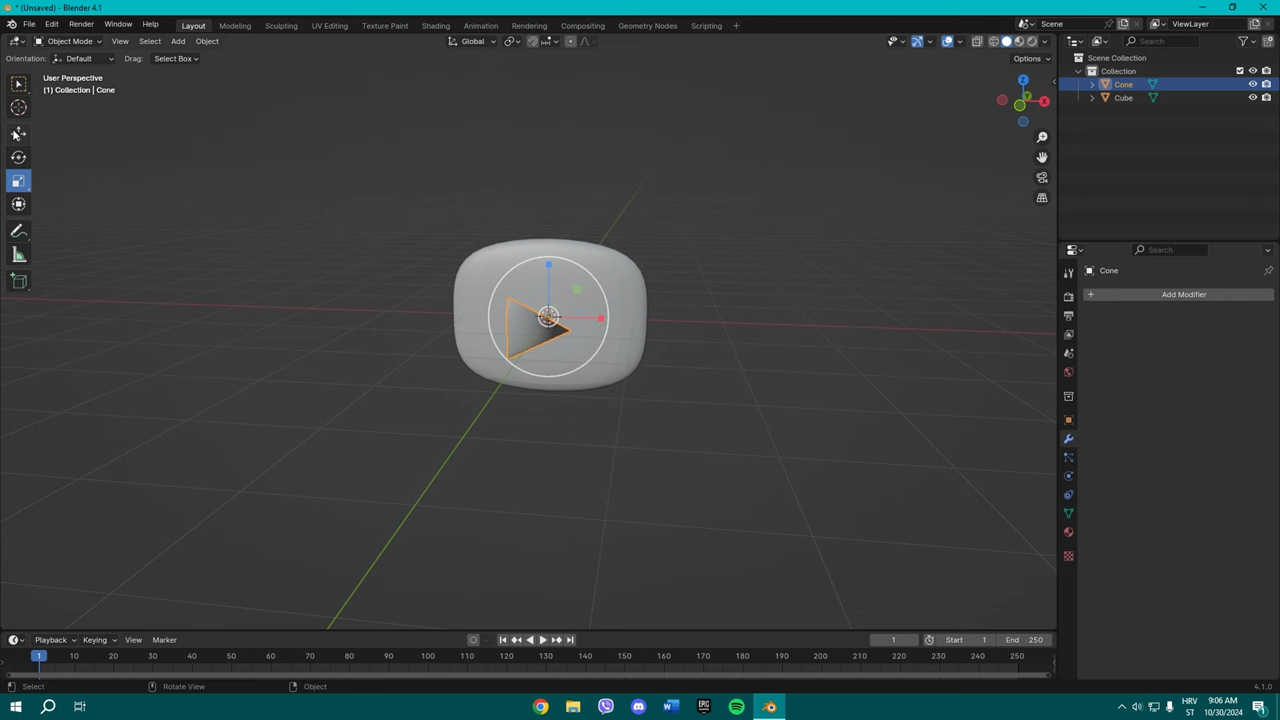 * (Unsaved) - Blender 4.1
File Edit Render Window Help Layout Modeling Sculpting UV Editing Texture Paint Shading Animation Rendering Compositing Geometry Nodes Scripting + Scene ViewLayer
Object Mode View Select Add Object Global Search
Orientation: Default Drag: Select Box Options
Scene Collection
Collection
Cone
Cube
User Perspective
(1) Collection | Cone
Z
Y
X
Search
Cone
+ Add Modifier
Playback Keying View Marker 1 Start 1 End 250
1 10 20 30 40 50 60 70 80 90 100 110 120 130 140 150 160 170 180 190 200 210 220 230 240 250
Select Rotate View Object 4.1.0
W EPIC HRV 9:06 AM
ST 10/30/2024 1